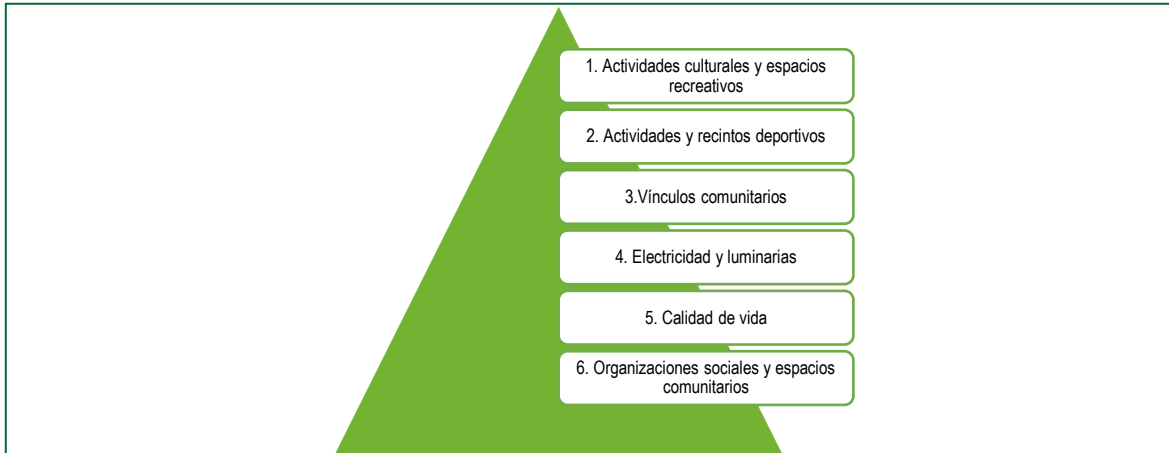 1. Actividades culturales y espacios
recreativos
2. Actividades y recintos deportivos
3.Vínculos comunitarios
4. Electricidad y luminarias
5. Calidad de vida
6. Organizaciones sociales y espacios
comunitarios